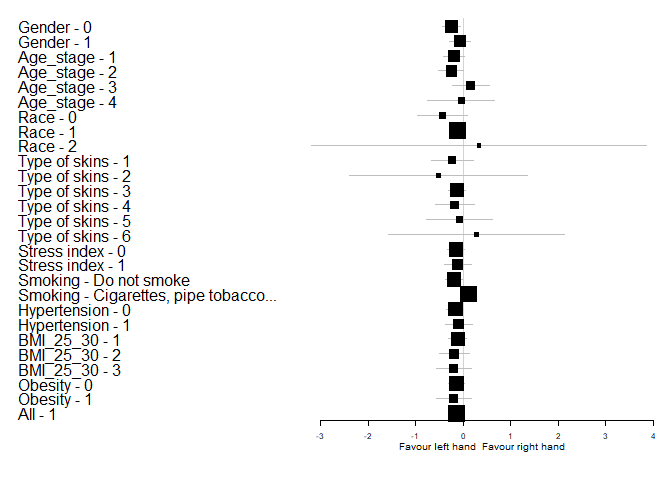 Gender - 0
Gender - 1
Age_stage - 1
Age_stage - 2
Age_stage - 3
Age_stage - 4
Race - 0
Race - 1
Race - 2
Type of skins - 1
Type of skins - 2
Type of skins - 3
Type of skins - 4
Type of skins - 5
Type of skins - 6
Stress index - 0
Stress index - 1
Smoking - Do not smoke
Smoking - Cigarettes, pipe tobacco...
Hypertension - 0
Hypertension - 1
BMI_25_30 - 1
BMI_25_30 - 2
BMI_25_30 - 3
Obesity - 0
Obesity - 1
All - 1
-3 -2 -1 0 1 2 3 4
Favour left hand Favour right hand